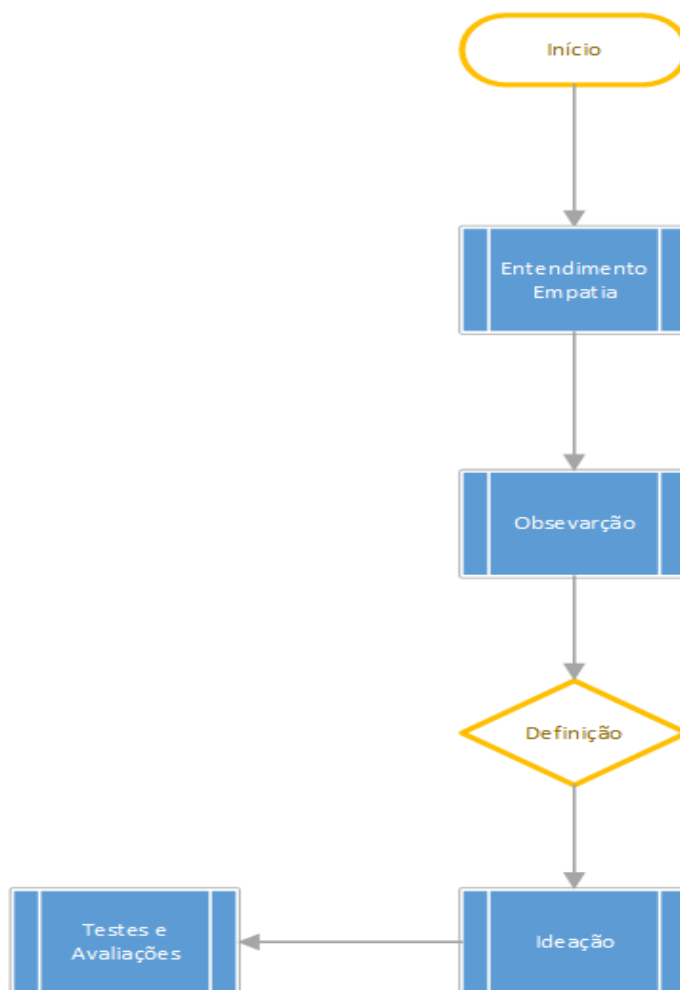 Início
Entendimento
Empatia
Obsevarção
Definição
Testes e
Avaliações
Ideação